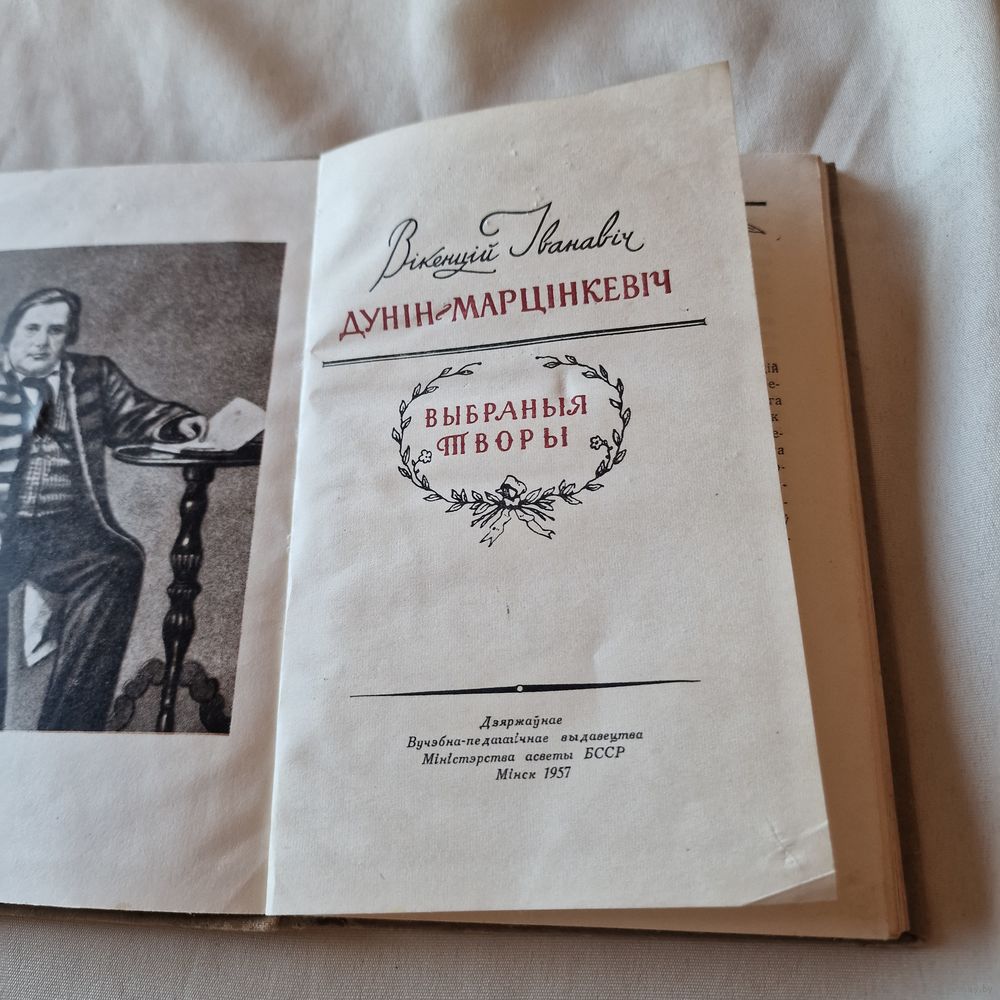 Вікенцій Іванавіч
ДУНІН-МАРЦІНКЕВІЧ
ВЫБРАНЫЯ
ТВОРЫ
Дзяржаўнае
Вучэбна-педагагічнае выдавецтва
Міністэрства асветы БССР
Мінск 1957